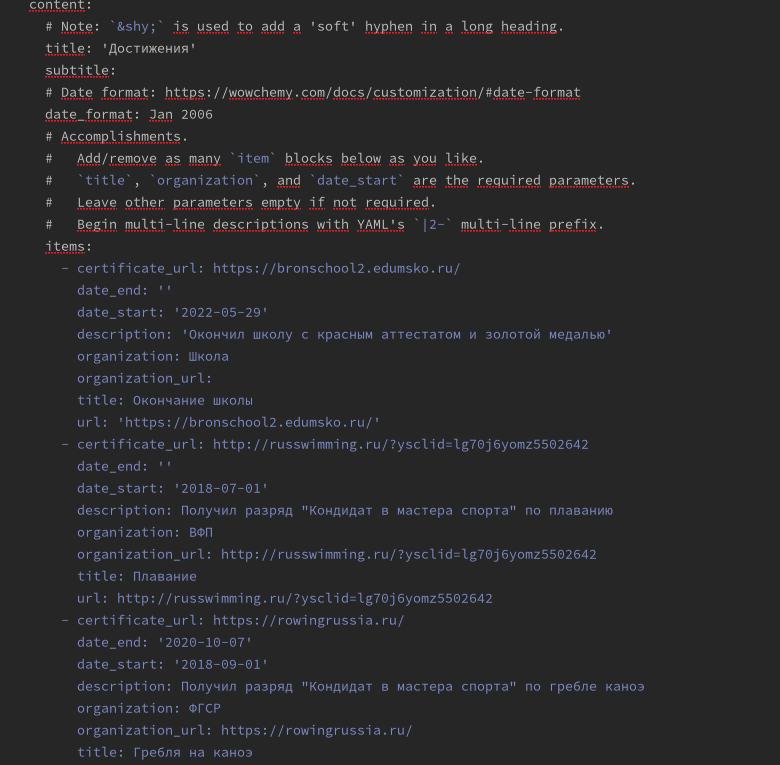 content:
# Note: `&shy;` is used to add a 'soft' hyphen in a long heading.
title: 'Достижения'
subtitle:
# Date format: https://wowchemy.com/docs/customization/#date-format
date_format: Jan 2006
# Accomplishments.
#   Add/remove as many `item` blocks below as you like.
#   `title`, `organization`, and `date_start` are the required parameters.
#   Leave other parameters empty if not required.
#   Begin multi-line descriptions with YAML's `|2-` multi-line prefix.
items:
- certificate_url: https://bronschool2.edumsko.ru/
date_end: ''
date_start: '2022-05-29'
description: 'Окончил школу с красным аттестатом и золотой медалью'
organization: Школа
organization_url:
title: Окончание школы
url: 'https://bronschool2.edumsko.ru/'
- certificate_url: http://russwimming.ru/?ysclid=lg70j6yomz5502642
date_end: ''
date_start: '2018-07-01'
description: Получил разряд "Кондидат в мастера спорта" по плаванию
organization: ВФП
organization_url: http://russwimming.ru/?ysclid=lg70j6yomz5502642
title: Плавание
url: http://russwimming.ru/?ysclid=lg70j6yomz5502642
- certificate_url: https://rowingrussia.ru/
date_end: '2020-10-07'
date_start: '2018-09-01'
description: Получил разряд "Кондидат в мастера спорта" по гребле каноэ
organization: ФГСР
organization_url: https://rowingrussia.ru/
title: Гребля на каноэ